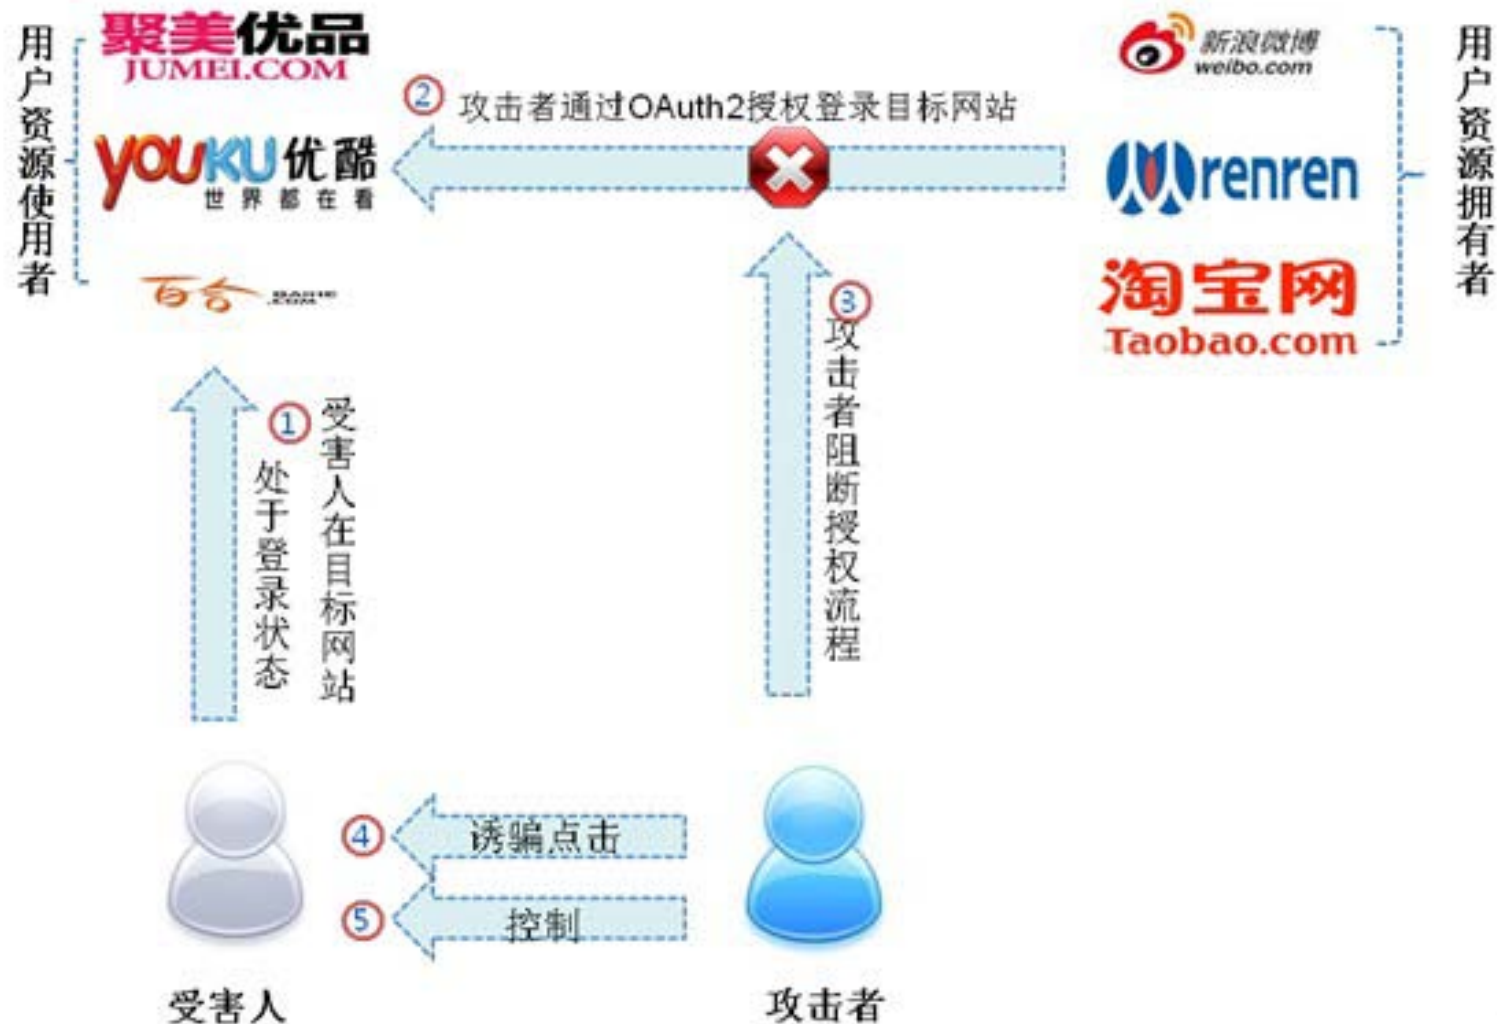 用户资源使用者
聚美优品
JUMEI.COM
YOUKU优酷
世界都在看
百合
BAIHE
.COM
② 攻击者通过OAuth2授权登录目标网站
新浪微博
weibo.com
renren
淘宝网
Taobao.com
用户资源拥有者
① 受害人在目标网站
处于登录状态
③ 攻击者阻断授权流程
④ 诱骗点击
⑤ 控制
受害人
攻击者